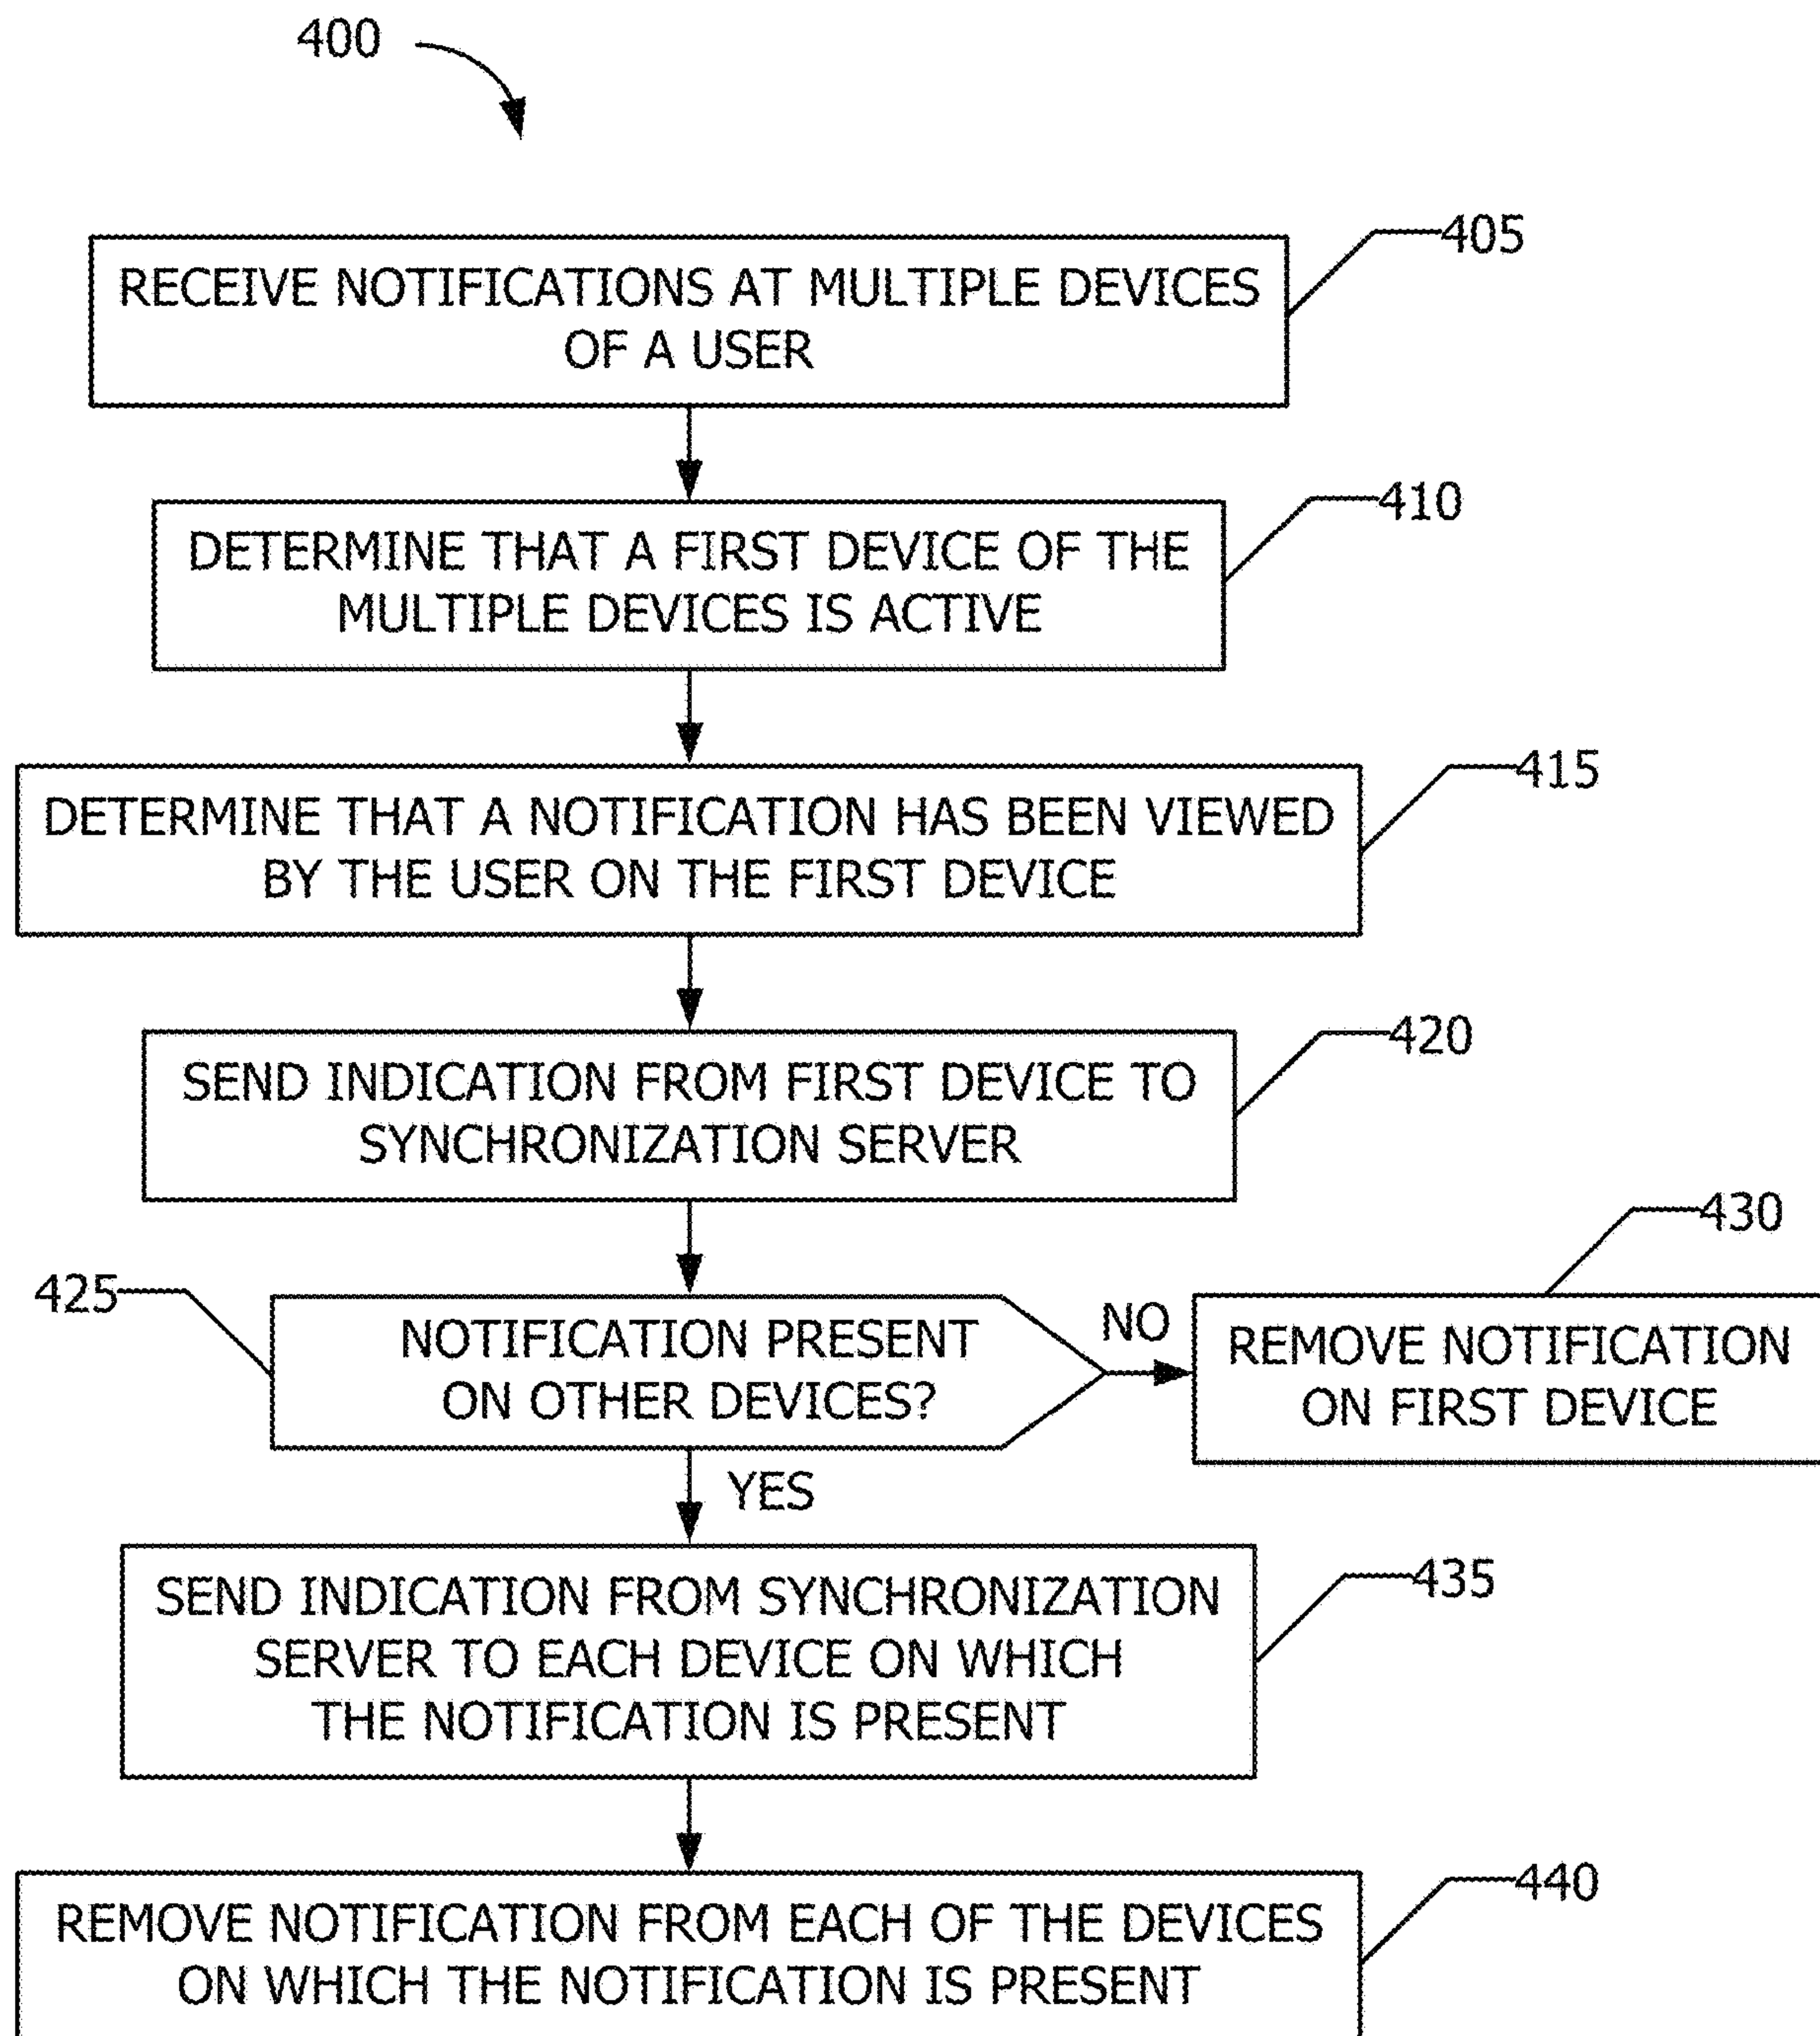 400
405
RECEIVE NOTIFICATIONS AT MULTIPLE DEVICES
OF A USER
410
DETERMINE THAT A FIRST DEVICE OF THE
MULTIPLE DEVICES IS ACTIVE
415
DETERMINE THAT A NOTIFICATION HAS BEEN VIEWED
BY THE USER ON THE FIRST DEVICE
420
SEND INDICATION FROM FIRST DEVICE TO
SYNCHRONIZATION SERVER
425
NOTIFICATION PRESENT
ON OTHER DEVICES?
NO
430
REMOVE NOTIFICATION
ON FIRST DEVICE
YES
435
SEND INDICATION FROM SYNCHRONIZATION
SERVER TO EACH DEVICE ON WHICH
THE NOTIFICATION IS PRESENT
440
REMOVE NOTIFICATION FROM EACH OF THE DEVICES
ON WHICH THE NOTIFICATION IS PRESENT